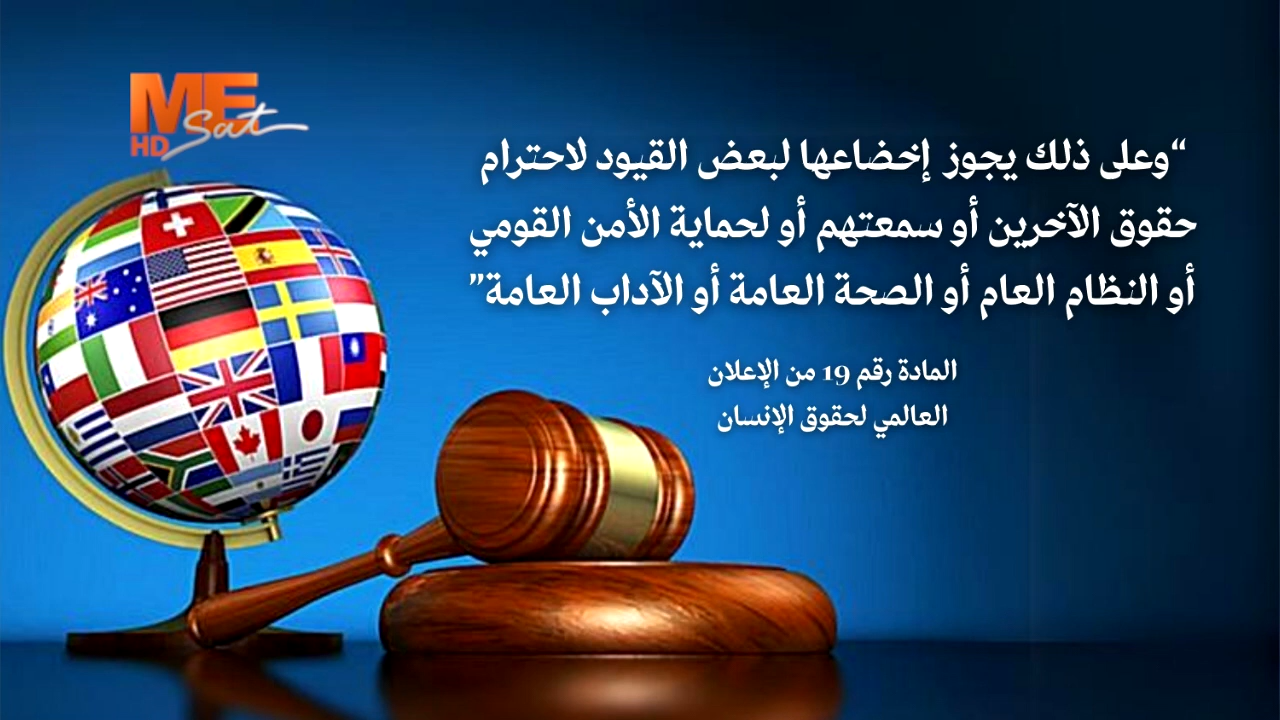 ME
Sat
HD
“وعلى ذلك يجوز إخضاعها لبعض القيود لاحترام
حقوق الآخرين أو سمعتهم أو لحماية الأمن القومي
أو النظام العام أو الصحة العامة أو الآداب العامة”
المادة رقم 19 من الإعلان
العالمي لحقوق الإنسان